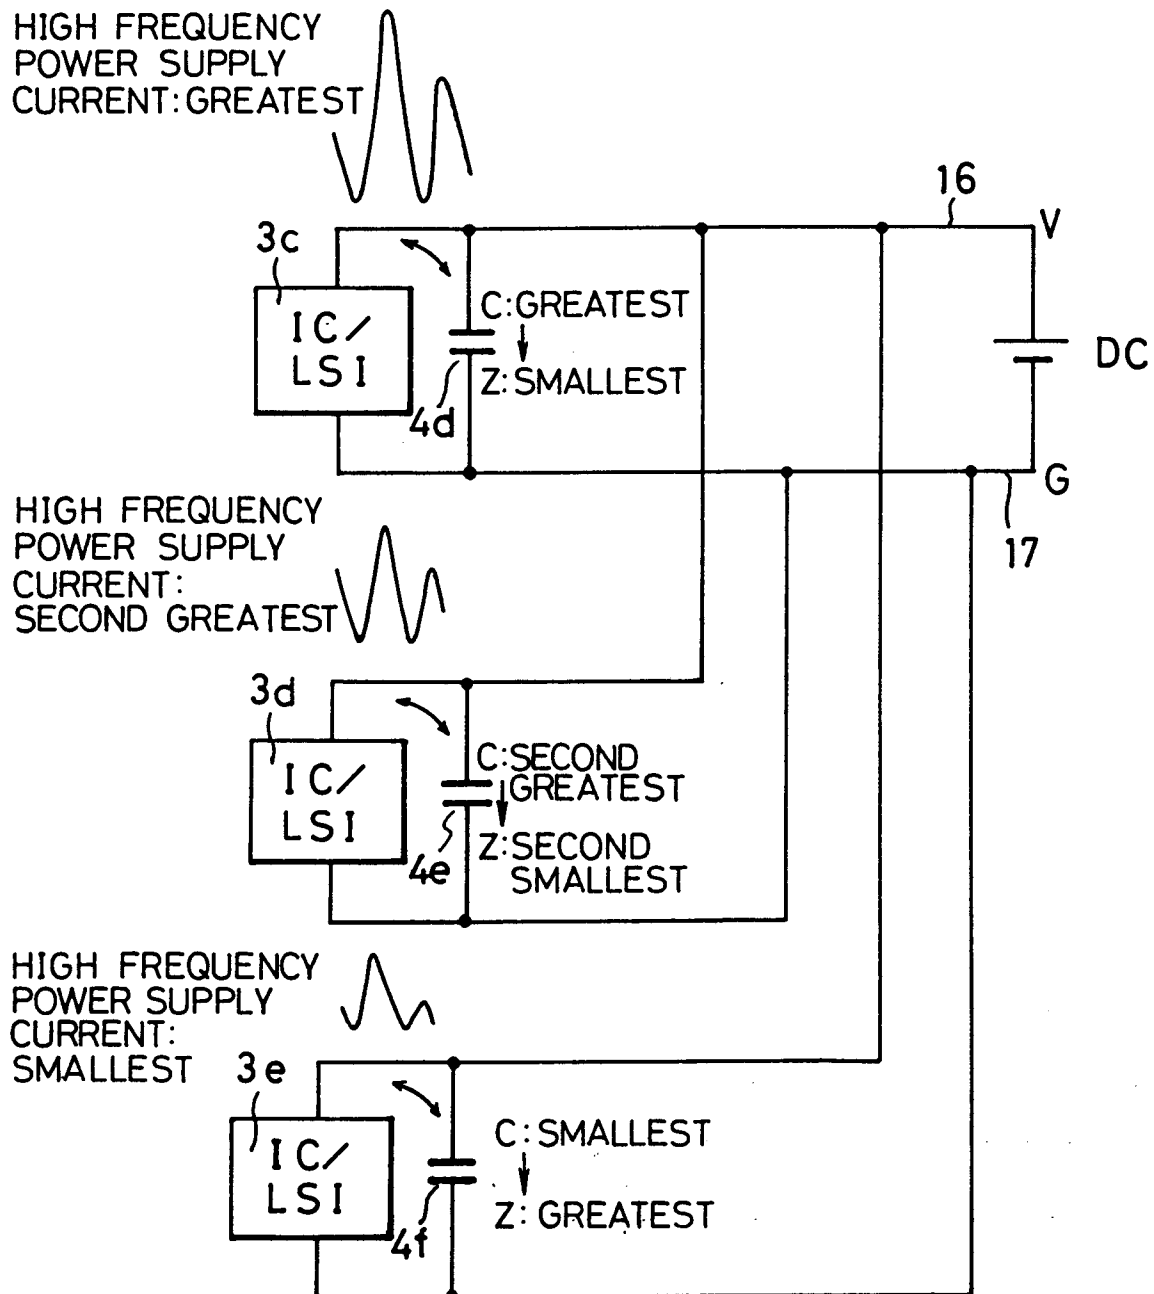 HIGH FREQUENCY
POWER SUPPLY
CURRENT:GREATEST
16
V
3c
IC/
LSI
C:GREATEST
Z:SMALLEST
4d
DC
G
17
HIGH FREQUENCY
POWER SUPPLY
CURRENT:
SECOND GREATEST
3d
IC/
LSI
C:SECOND
GREATEST
Z:SECOND
SMALLEST
4e
HIGH FREQUENCY
POWER SUPPLY
CURRENT:
SMALLEST
3e
IC/
LSI
C:SMALLEST
Z:GREATEST
4f